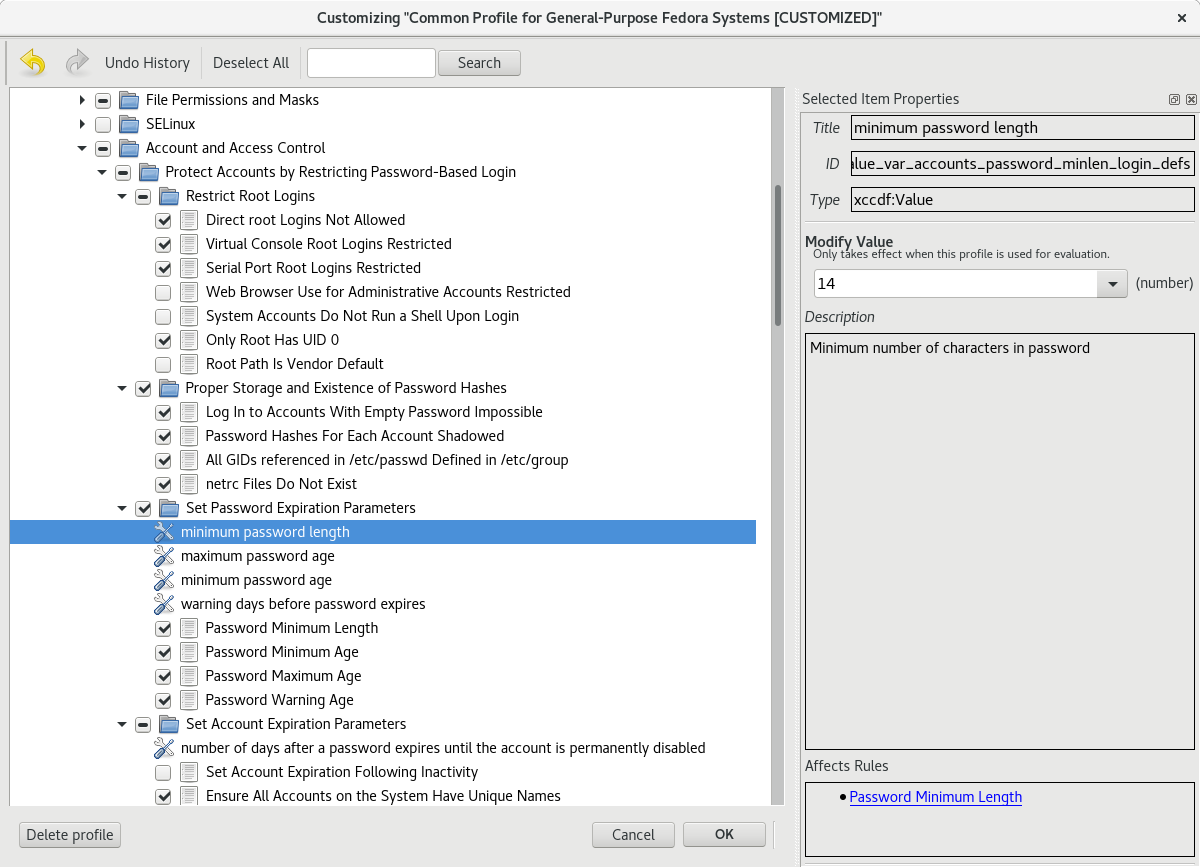 Customizing "Common Profile for General-Purpose Fedora Systems [CUSTOMIZED]"
Undo History
Deselect All
Search
File Permissions and Masks
SELinux
Account and Access Control
Protect Accounts by Restricting Password-Based Login
Restrict Root Logins
Direct root Logins Not Allowed
Virtual Console Root Logins Restricted
Serial Port Root Logins Restricted
Web Browser Use for Administrative Accounts Restricted
System Accounts Do Not Run a Shell Upon Login
Only Root Has UID 0
Root Path Is Vendor Default
Proper Storage and Existence of Password Hashes
Log In to Accounts With Empty Password Impossible
Password Hashes For Each Account Shadowed
All GIDs referenced in /etc/passwd Defined in /etc/group
netrc Files Do Not Exist
Set Password Expiration Parameters
minimum password length
maximum password age
minimum password age
warning days before password expires
Password Minimum Length
Password Minimum Age
Password Maximum Age
Password Warning Age
Set Account Expiration Parameters
number of days after a password expires until the account is permanently disabled
Set Account Expiration Following Inactivity
Ensure All Accounts on the System Have Unique Names
Delete profile
Cancel
OK
Selected Item Properties
Title minimum password length
ID alue_var_accounts_password_minlen_login_defs
Type xccdf:Value
Modify Value
Only takes effect when this profile is used for evaluation.
14 (number)
Description
Minimum number of characters in password
Affects Rules
• Password Minimum Length